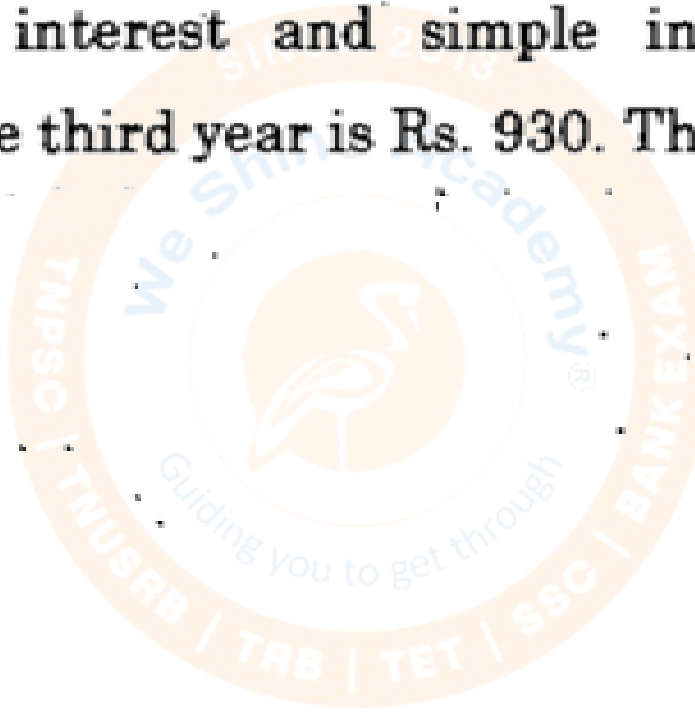 interest and simple in
e third year is Rs. 930. Th
SINCE 2013
We Shine Academy®
Guiding you to get through
TNPSC | TNUSRB | TRB | TET | SSC | BANK EXAM